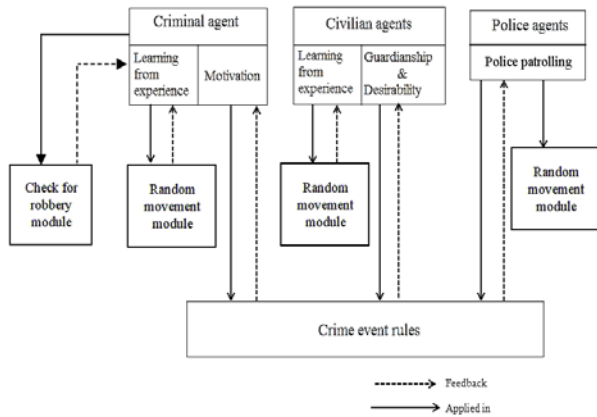 Criminal agent
Learning
from
experience
Motivation
Civilian agents
Learning
from
experience
Guardianship
&
Desirability
Police agents
Police patrolling
Check for
robbery
module
Random
movement
module
Random
movement
module
Random
movement
module
Crime event rules
Feedback
Applied in